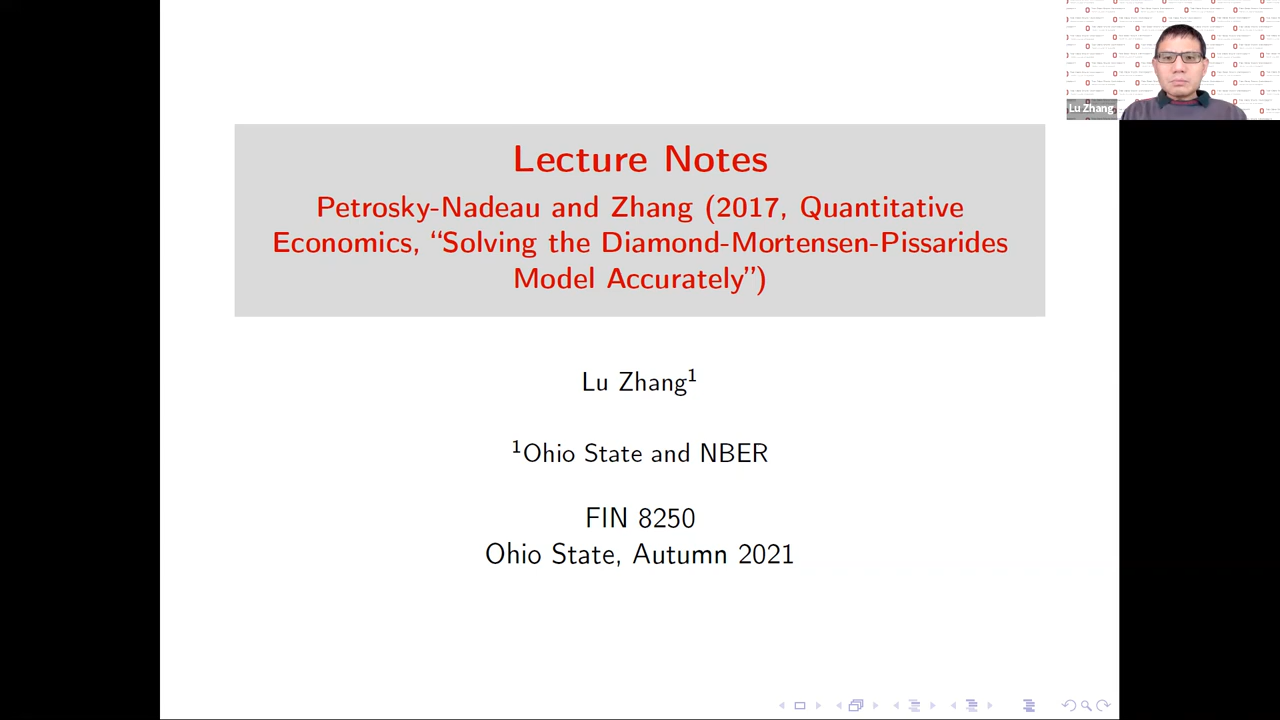 Lecture Notes
Petrosky-Nadeau and Zhang (2017, Quantitative
Economics, “Solving the Diamond-Mortensen-Pissarides
Model Accurately”)
Lu Zhang¹
¹Ohio State and NBER
FIN 8250
Ohio State, Autumn 2021
Lu Zhang